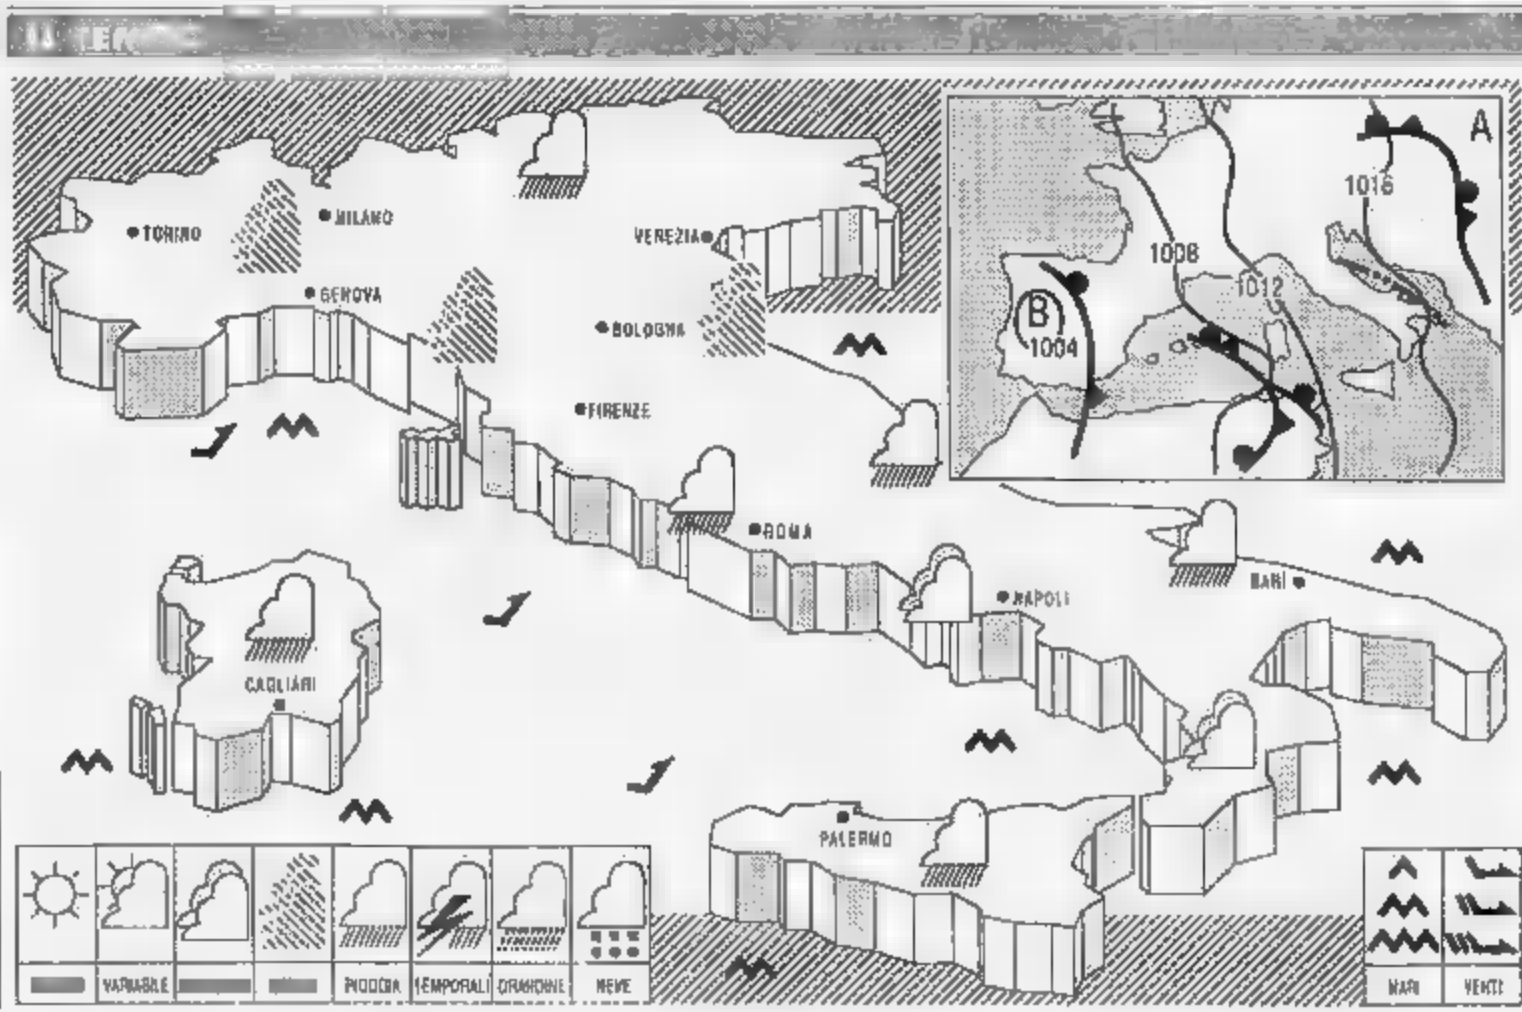 A
1016
MILANO
TORINO
VENEZIA
1008
1012
GENOVA
B
BOLOGNA
1004
FIRENZE
ROMA
BARI
NAPOLI
CAGLIARI
PALERMO
VARIABILE
PIOGGIA
TEMPORALI
GRANDINE
NEVE
MARI
VENTI